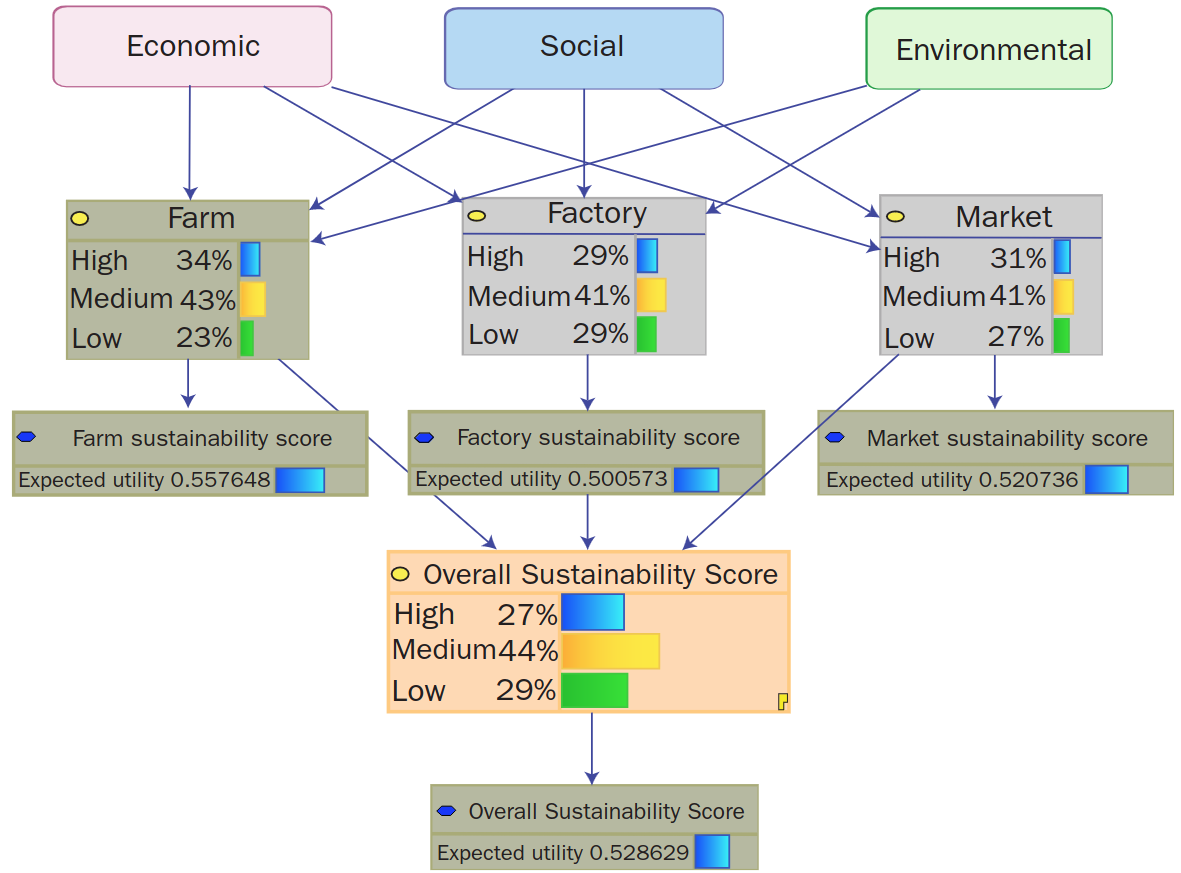 Economic
Social
Environmental
Farm
High 34%
Medium 43%
Low 23%
Factory
High 29%
Medium 41%
Low 29%
Market
High 31%
Medium 41%
Low 27%
Farm sustainability score
Expected utility 0.557648
Factory sustainability score
Expected utility 0.500573
Market sustainability score
Expected utility 0.520736
Overall Sustainability Score
High 27%
Medium 44%
Low 29%
Overall Sustainability Score
Expected utility 0.528629